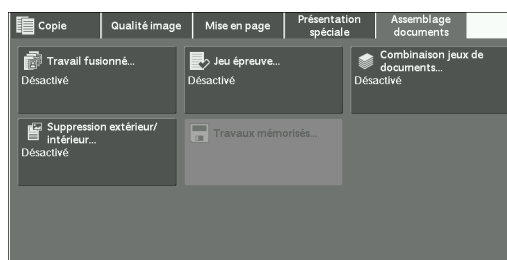 Copie
Qualité image
Mise en page
Présentation
spéciale
Assemblage
documents
Travail fusionné...
Désactivé
Jeu épreuve...
Désactivé
Combinaison jeux de
documents...
Désactivé
Suppression extérieur/
intérieur...
Désactivé
Travaux mémorisés...